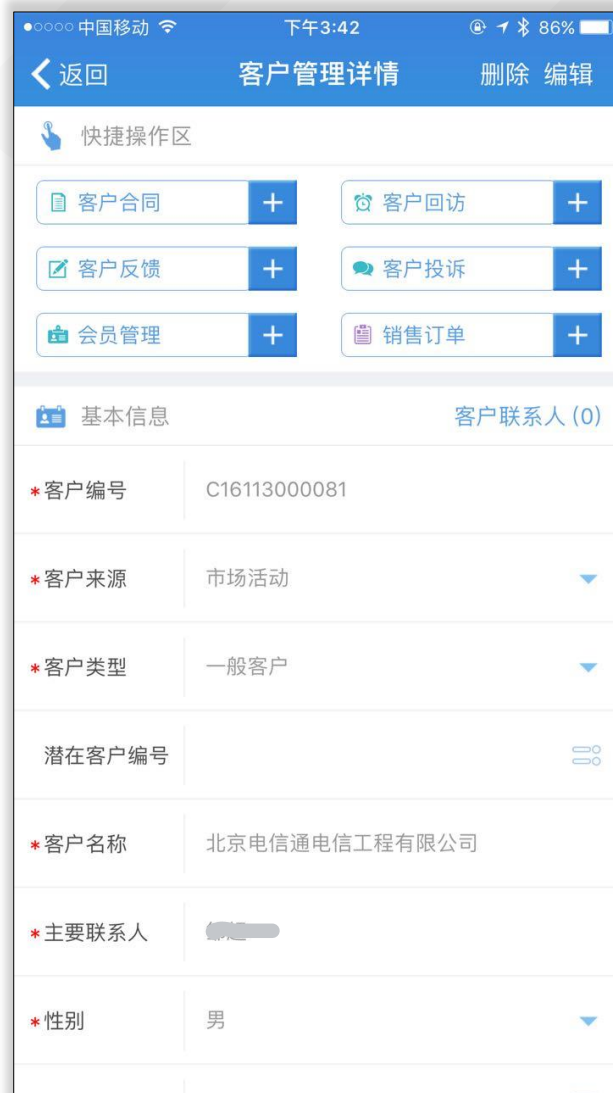 中国移动 下午3:42 86%
返回 客户管理详情 删除 编辑
快捷操作区
客户合同 + 客户回访 +
客户反馈 + 客户投诉 +
会员管理 + 销售订单 +
基本信息 客户联系人 (0)
*客户编号 C16113000081
*客户来源 市场活动
*客户类型 一般客户
潜在客户编号
*客户名称 北京电信通电信工程有限公司
*主要联系人
*性别 男